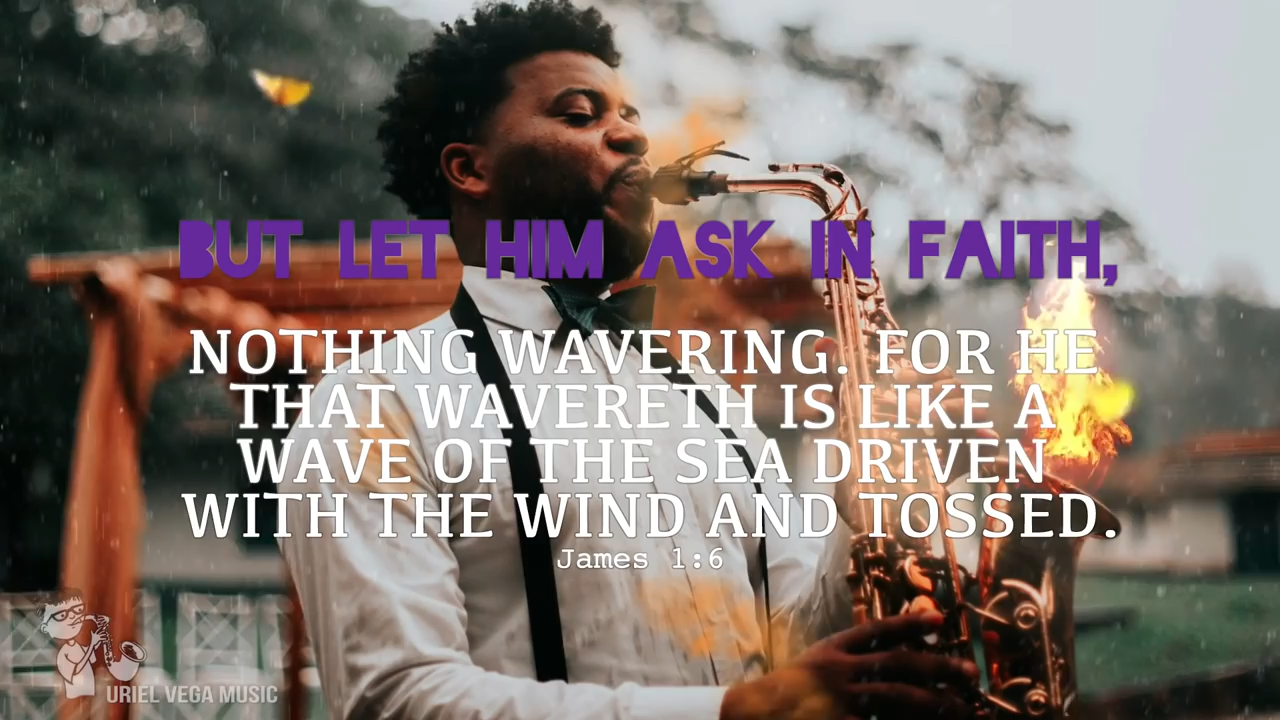 BUT LET HIM ASK IN FAITH,
NOTHING WAVERING. FOR HE
THAT WAVERETH IS LIKE A
WAVE OF THE SEA DRIVEN
WITH THE WIND AND TOSSED.
James 1:6
URIEL VEGA MUSIC